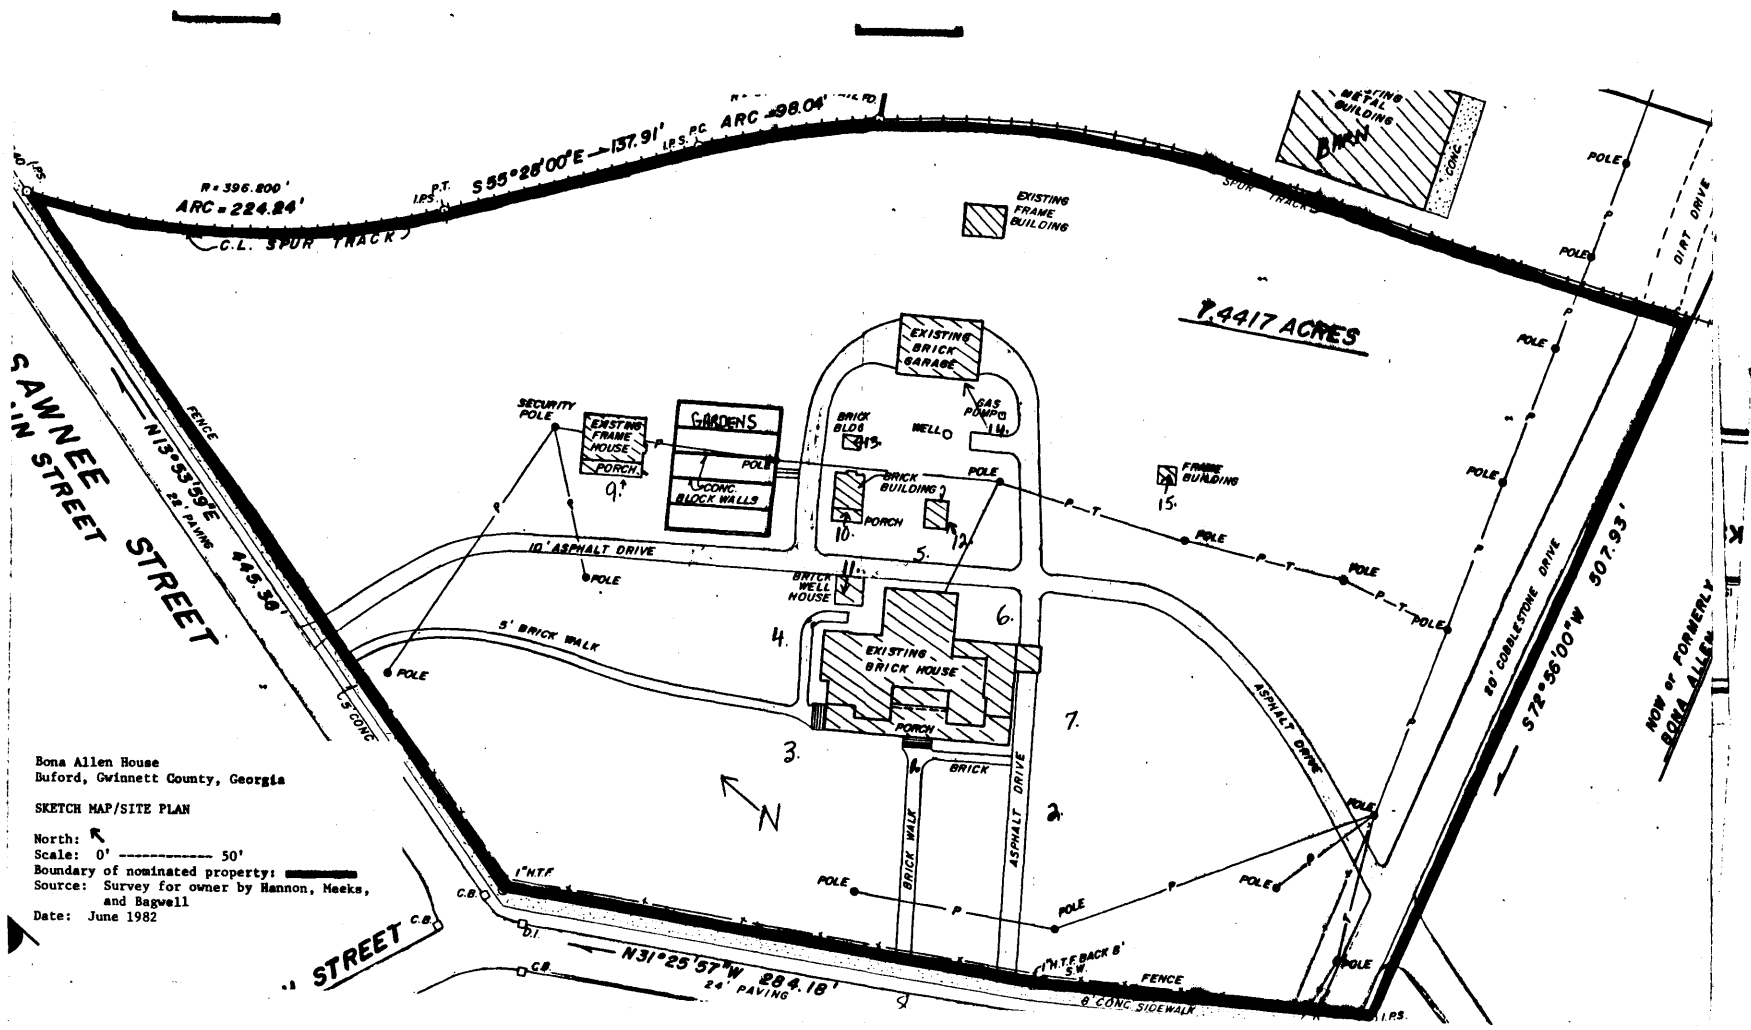 ARC = 98.04'
P.C.
I.P.S.
S 55°28'00"E 137.91'
P.T.
I.P.S.
R = 396.200'
ARC = 224.24'
C.L. SPUR TRACK
I.P.S.
METAL
BUILDING
BARN
CONC.
SPUR TRACK
POLE
P
POLE
DIRT DRIVE
EXISTING
FRAME
BUILDING
7.4417 ACRES
P
POLE
EXISTING
BRICK
GARAGE
GAS
PUMP
14.
SECURITY
POLE
EXISTING
FRAME
HOUSE
PORCH
9.
P
GARDENS
POLE
CONC.
BLOCK WALLS
BRICK
BLDG
13.
WELL
BRICK
BUILDING
PORCH
10.
12.
POLE
FRAME
BUILDING
15.
POLE
P
T
POLE
P
T
POLE
P
T
POLE
P
P
FENCE
SAWNEE STREET
MAIN STREET
N13°53'59"E 445.36'
22' PAVING
P
P
10' ASPHALT DRIVE
POLE
5.
11.
BRICK
WELL
HOUSE
4.
6.
5' BRICK WALK
POLE
5' CONC
EXISTING
BRICK HOUSE
PORCH
3.
7.
BRICK
BRICK WALK
ASPHALT DRIVE
2.
N
ASPHALT DRIVE
P
20' COBBLESTONE DRIVE
S 72°56'00"W 507.93'
NOW or FORMERLY
BONA ALLEN
K
POLE
P
POLE
T
POLE
POLE
P
POLE
P
Bona Allen House
Buford, Gwinnett County, Georgia
SKETCH MAP/SITE PLAN
North:
Scale: 0' ------------ 50'
Boundary of nominated property:
Source: Survey for owner by Hannon, Meeks,
and Bagwell
Date: June 1982
1" H.T.F.
C.B.
C.B.
D.I.
C.B.
STREET
N31°25'57"W 284.18'
24' PAVING
1" H.T.F. BACK 8'
S.W.
FENCE
8' CONC SIDEWALK
I.P.S.